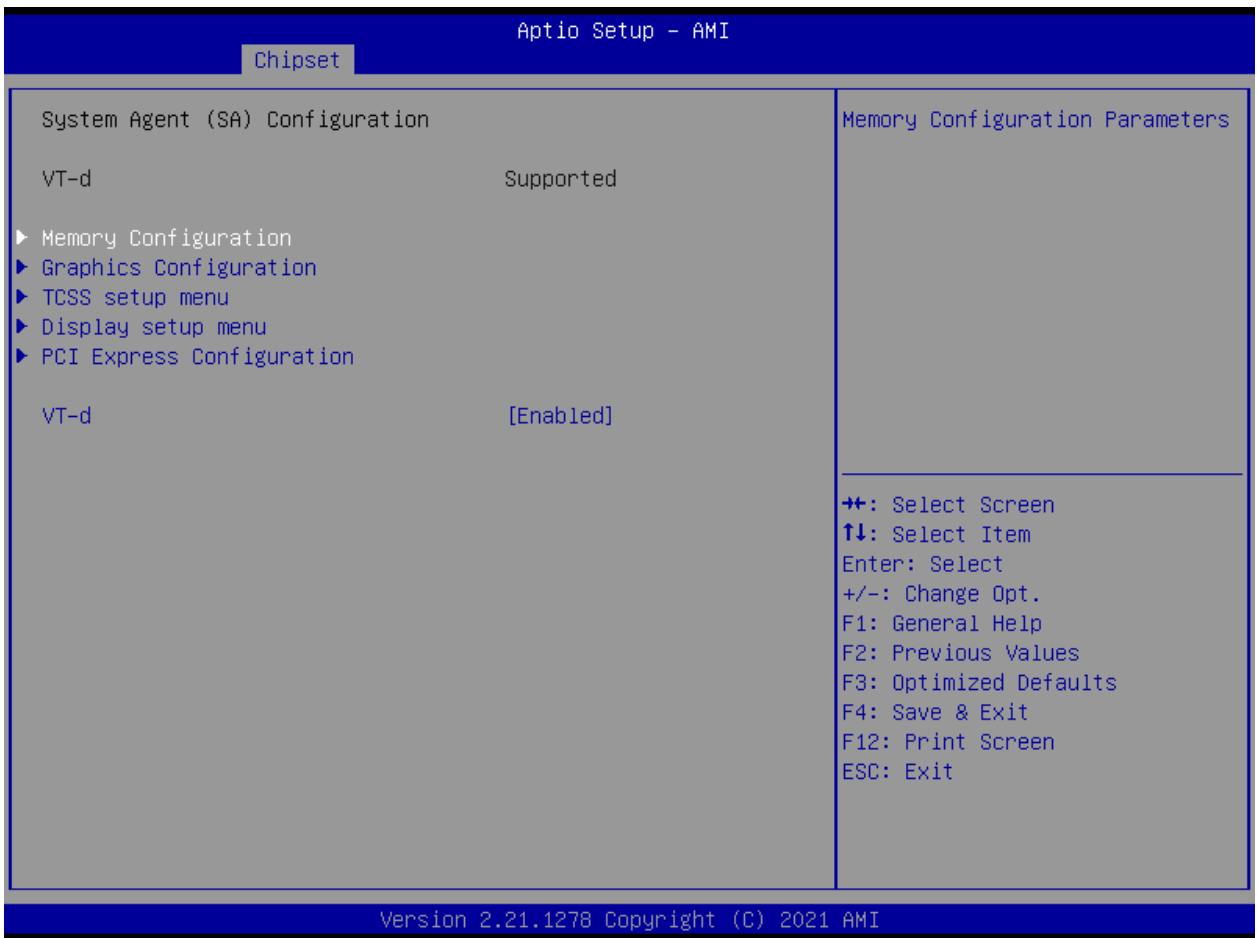 Aptio Setup – AMI
Chipset
System Agent (SA) Configuration
VT-d Supported
▶ Memory Configuration
▶ Graphics Configuration
▶ TCSS setup menu
▶ Display setup menu
▶ PCI Express Configuration
VT-d [Enabled]
Memory Configuration Parameters
→←: Select Screen
↑↓: Select Item
Enter: Select
+/-: Change Opt.
F1: General Help
F2: Previous Values
F3: Optimized Defaults
F4: Save & Exit
F12: Print Screen
ESC: Exit
Version 2.21.1278 Copyright (C) 2021 AMI